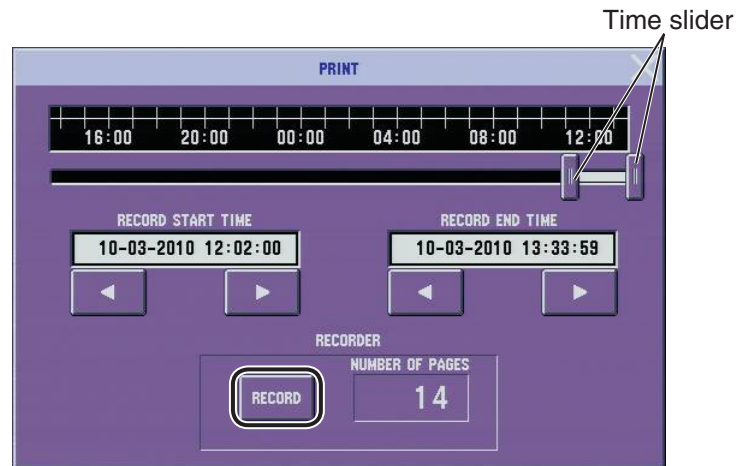 Time slider
PRINT
16:00 20:00 00:00 04:00 08:00 12:00
RECORD START TIME RECORD END TIME
10-03-2010 12:02:00 10-03-2010 13:33:59
RECORDER
NUMBER OF PAGES
RECORD 14